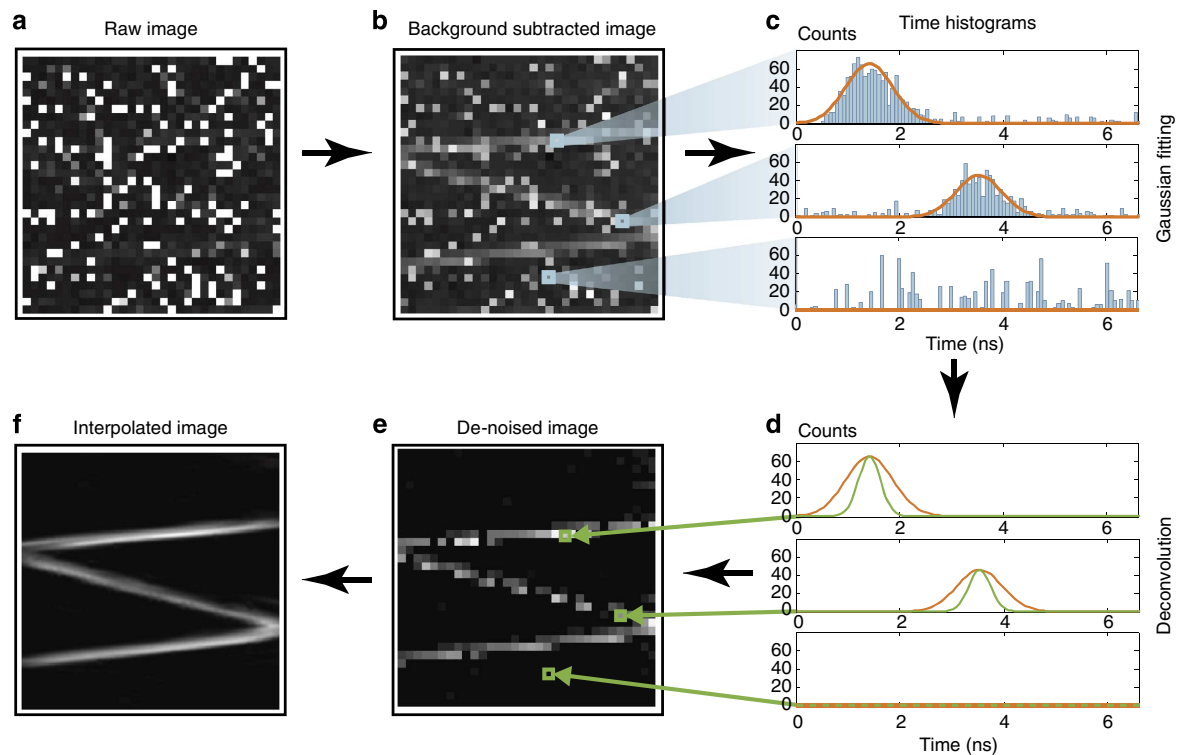 a Raw image
b Background subtracted image
c Time histograms
Counts
60
40
20
0
0 2 4 6
60
40
20
0
0 2 4 6
60
40
20
0
0 2 4 6
Time (ns)
Gaussian fitting
f Interpolated image
e De-noised image
d Counts
60
40
20
0
0 2 4 6
60
40
20
0
0 2 4 6
60
40
20
0
0 2 4 6
Time (ns)
Deconvolution